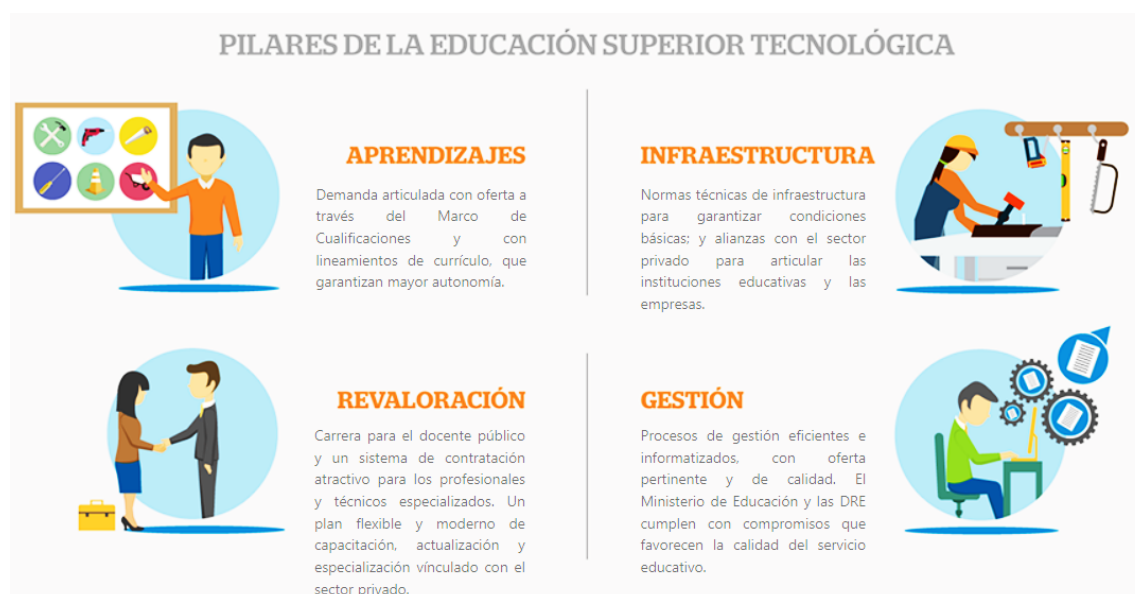 PILARES DE LA EDUCACIÓN SUPERIOR TECNOLÓGICA
APRENDIZAJES
Demanda articulada con oferta a
través del Marco de
Cualificaciones y con
lineamientos de currículo, que
garantizan mayor autonomía.
INFRAESTRUCTURA
Normas técnicas de infraestructura
para garantizar condiciones
básicas; y alianzas con el sector
privado para articular las
instituciones educativas y las
empresas.
REVALORACIÓN
Carrera para el docente público
y un sistema de contratación
atractivo para los profesionales
y técnicos especializados. Un
plan flexible y moderno de
capacitación, actualización y
especialización vínculado con el
sector privado.
GESTIÓN
Procesos de gestión eficientes e
informatizados, con oferta
pertinente y de calidad. El
Ministerio de Educación y las DRE
cumplen con compromisos que
favorecen la calidad del servicio
educativo.